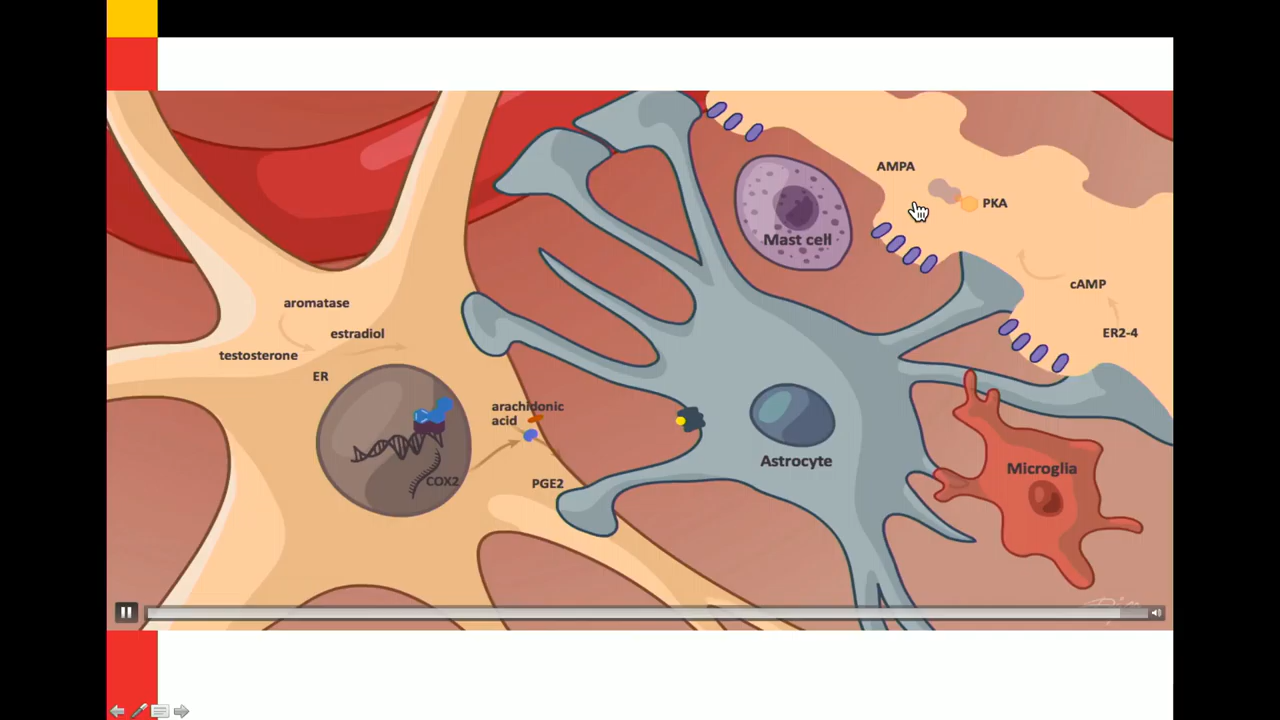 AMPA
PKA
Mast cell
cAMP
aromatase
estradiol
ER2-4
testosterone
ER
arachidonic
acid
Astrocyte
Microglia
COX2
PGE2